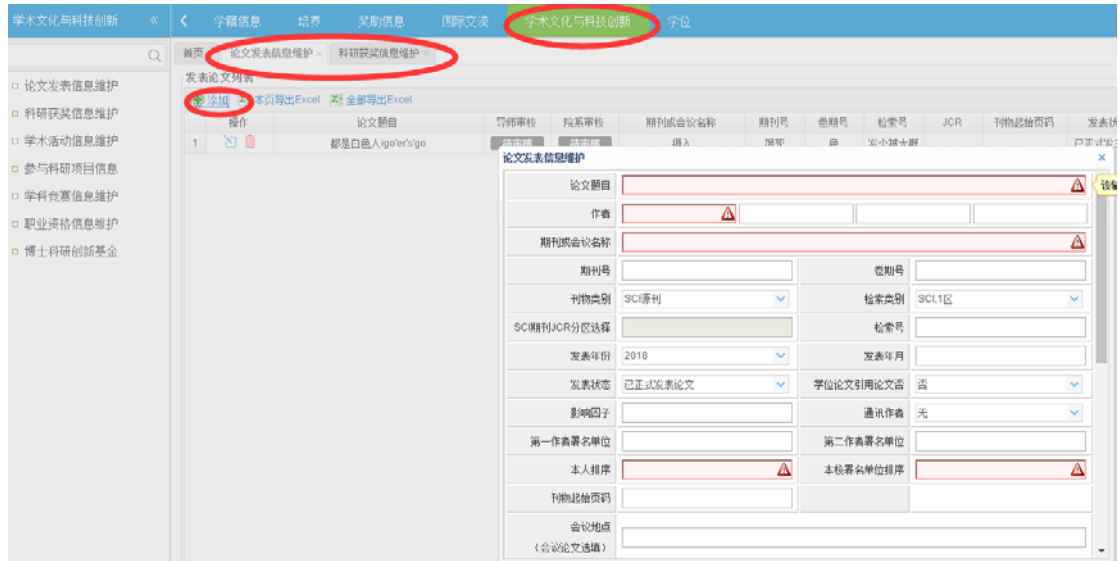 学术文化与科技创新 《 学籍信息 培养 奖助信息 国际交流 学术文化与科技创新 学位
首页 论文发表信息维护 × 科研获奖信息维护 ×
论文发表信息维护
科研获奖信息维护
学术活动信息维护
参与科研项目信息
学科竞赛信息维护
职业资格信息维护
博士科研创新基金
发表论文列表
添加 本页导出Excel 全部导出Excel
操作 论文题目 导师审核 院系审核 期刊或会议名称 期刊号 卷期号 检索号 JCR 刊物起始页码 发表状
1 都是白色人igo'er's'go
论文发表信息维护 ×
论文题目
作者
期刊或会议名称
期刊号 卷期号
刊物类别 SCI源刊 检索类别 SCI,1区
SCI期刊JCR分区选择 检索号
发表年份 2018 发表年月
发表状态 已正式发表论文 学位论文引用论文否 否
影响因子 通讯作者 无
第一作者署名单位 第二作者署名单位
本人排序 本校署名单位排序
刊物起始页码
会议地点
（会议论文选填）